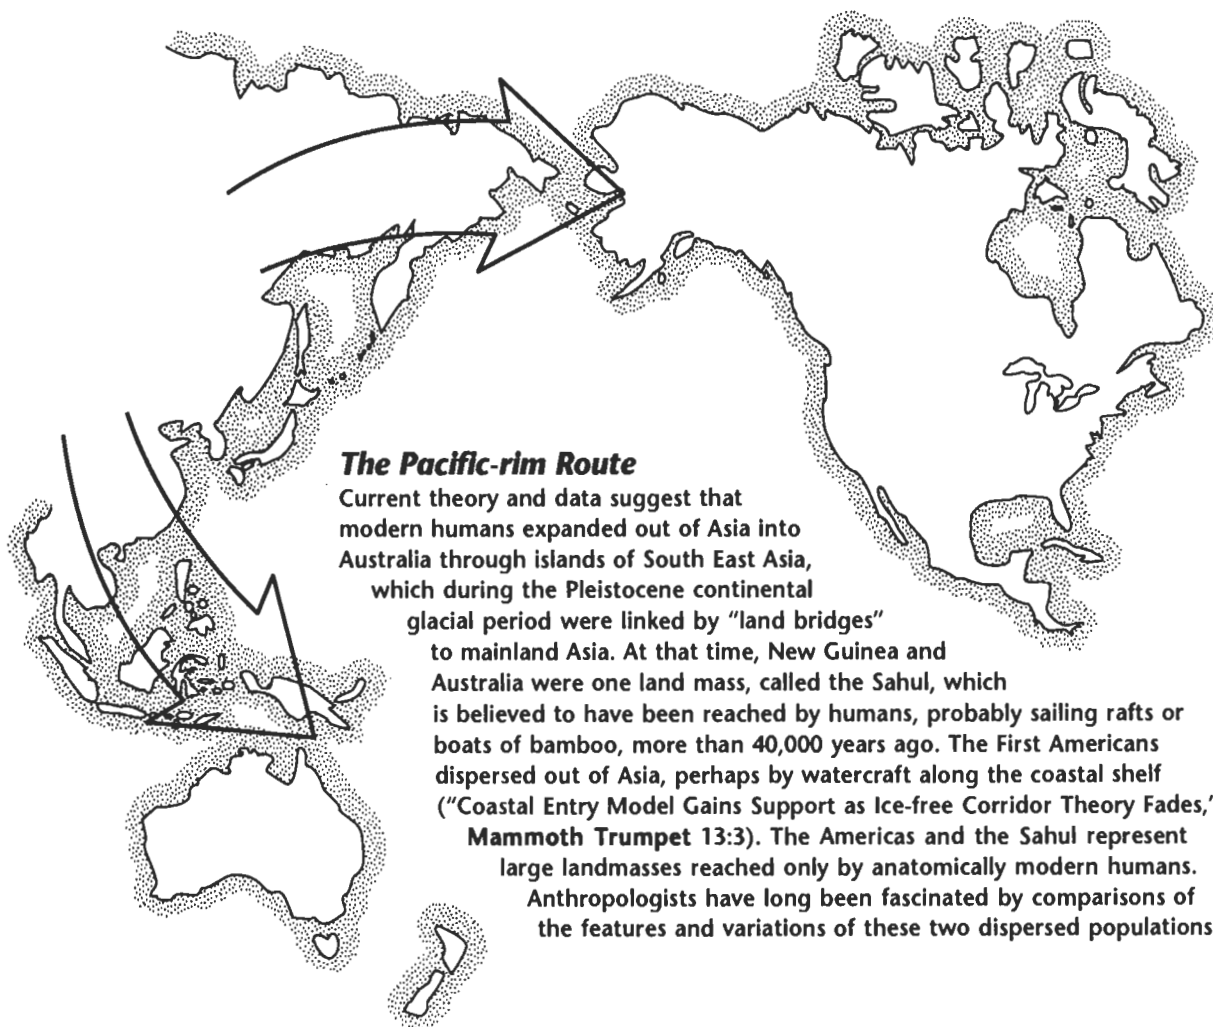 The Pacific-rim Route
Current theory and data suggest that
modern humans expanded out of Asia into
Australia through islands of South East Asia,
which during the Pleistocene continental
glacial period were linked by "land bridges"
to mainland Asia. At that time, New Guinea and
Australia were one land mass, called the Sahul, which
is believed to have been reached by humans, probably sailing rafts or
boats of bamboo, more than 40,000 years ago. The First Americans
dispersed out of Asia, perhaps by watercraft along the coastal shelf
("Coastal Entry Model Gains Support as Ice-free Corridor Theory Fades,"
Mammoth Trumpet 13:3). The Americas and the Sahul represent
large landmasses reached only by anatomically modern humans.
Anthropologists have long been fascinated by comparisons of
the features and variations of these two dispersed populations